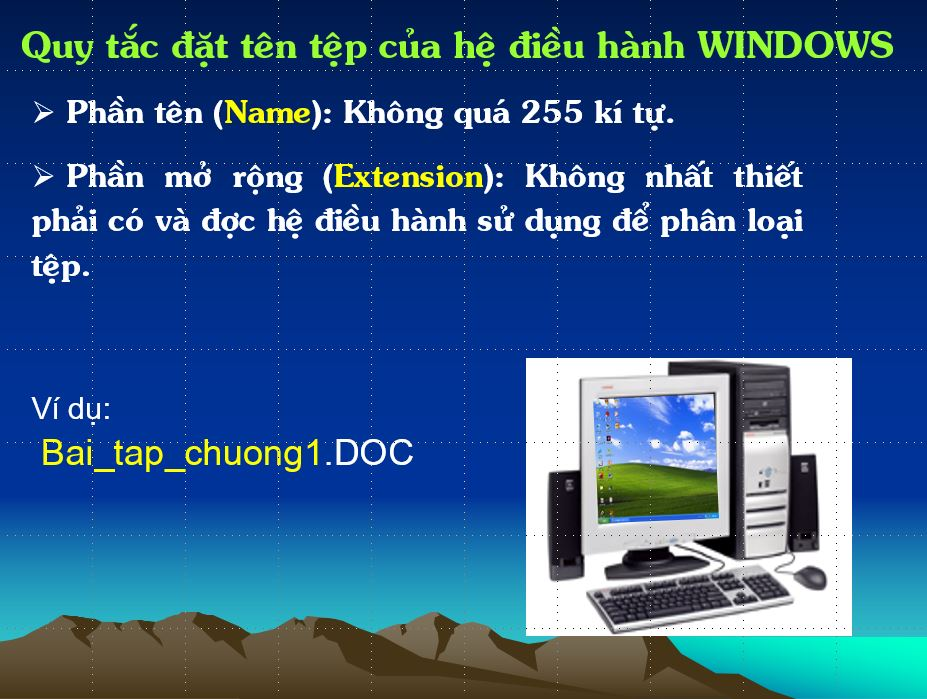 Quy tắc đặt tên tệp của hệ điều hành WINDOWS
➢ Phần tên (Name): Không quá 255 kí tự.
➢ Phần mở rộng (Extension): Không nhất thiết
phải có và đợc hệ điều hành sử dụng để phân loại
tệp.
Ví dụ:
Bai_tap_chuong1.DOC